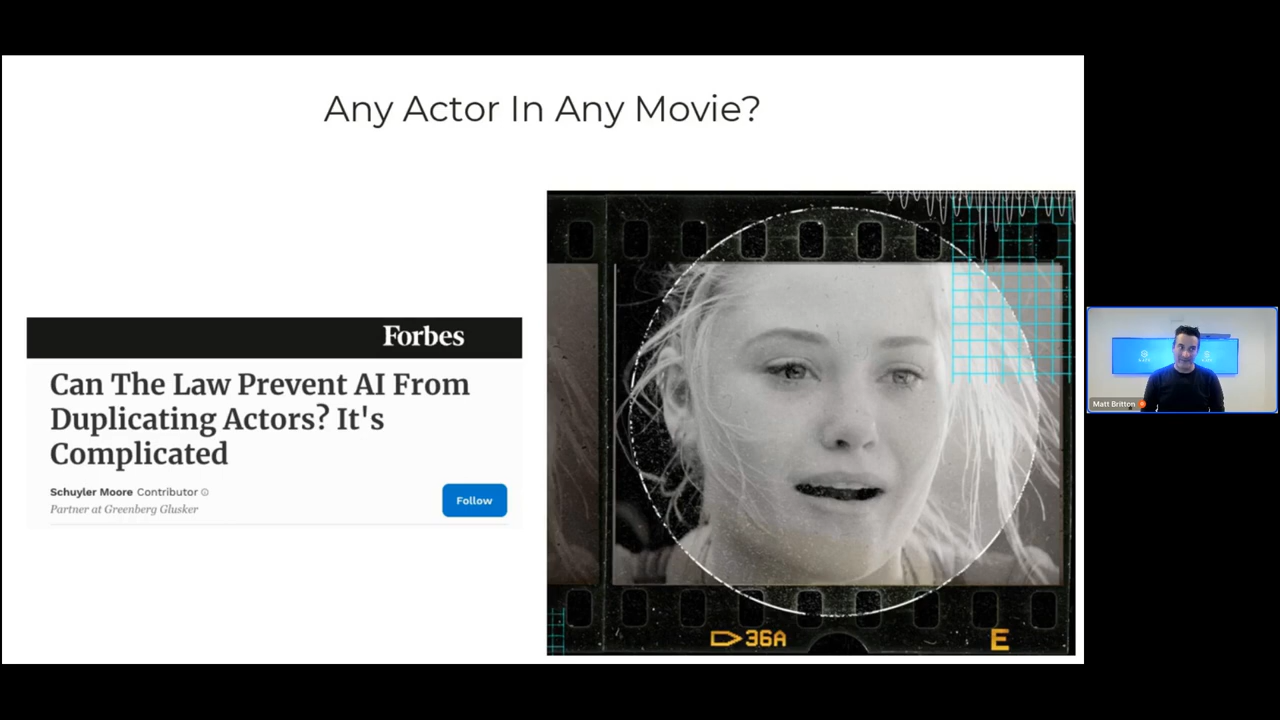 Any Actor In Any Movie?
Forbes
Can The Law Prevent AI From
Duplicating Actors? It's
Complicated
Schuyler Moore Contributor
Partner at Greenberg Glusker
Follow
36A
E
Matt Britton